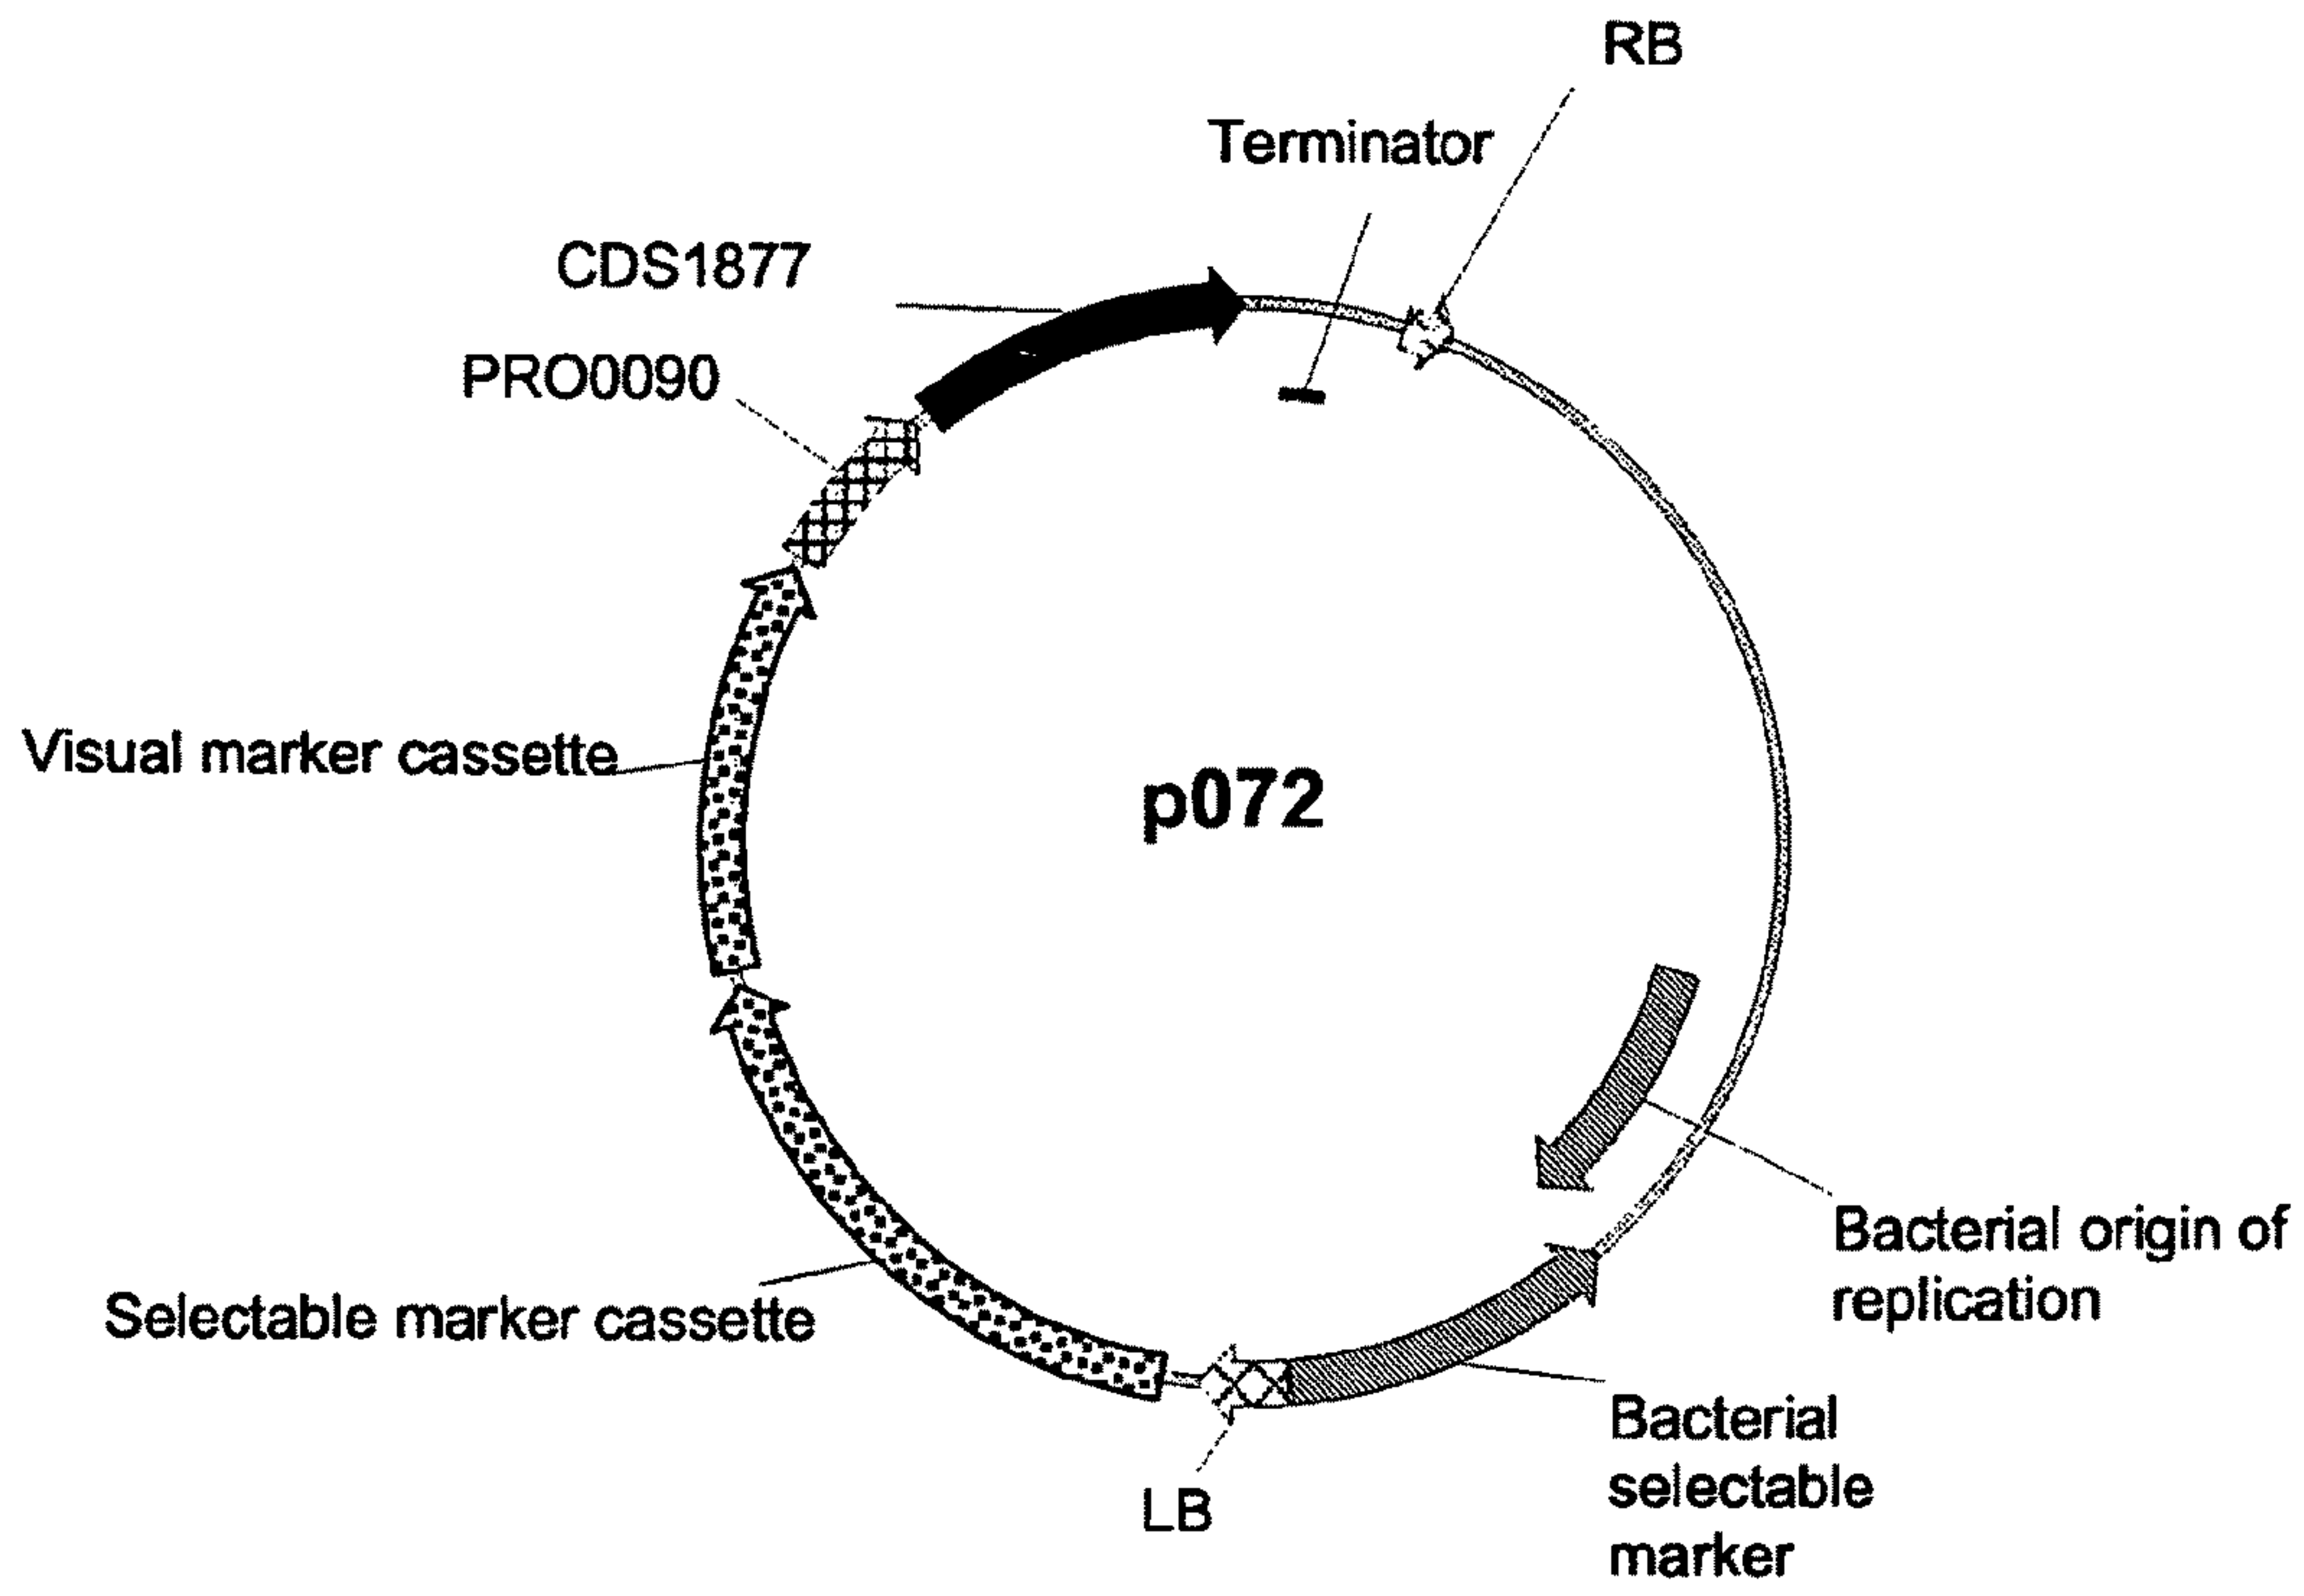 RB
Terminator
CDS1877
PRO0090
Visual marker cassette
p072
Bacterial origin of
replication
Selectable marker cassette
Bacterial
selectable
marker
LB